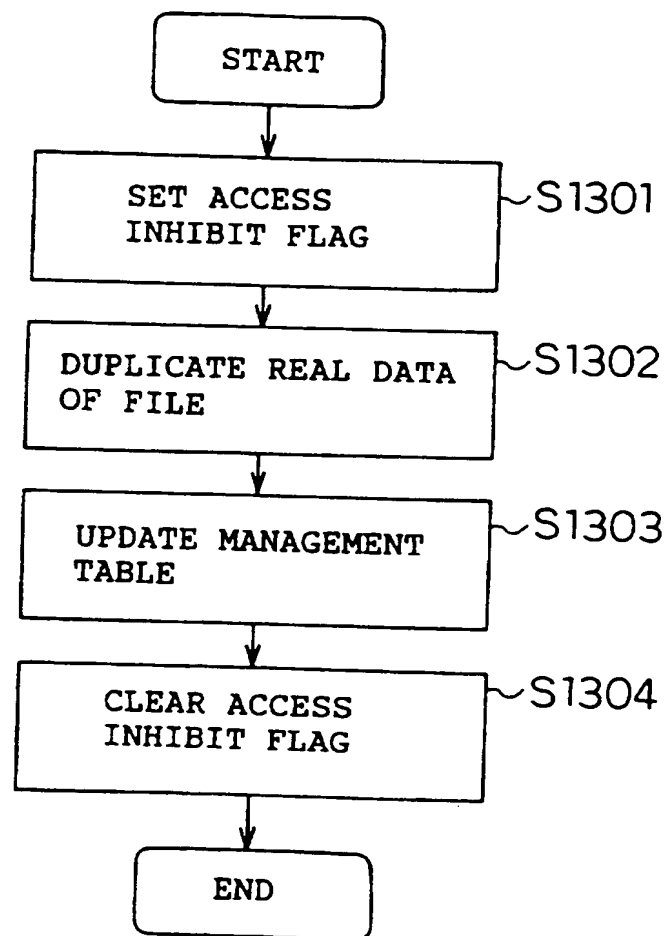 START
SET ACCESS
INHIBIT FLAG
S1301
DUPLICATE REAL DATA
OF FILE
S1302
UPDATE MANAGEMENT
TABLE
S1303
CLEAR ACCESS
INHIBIT FLAG
S1304
END